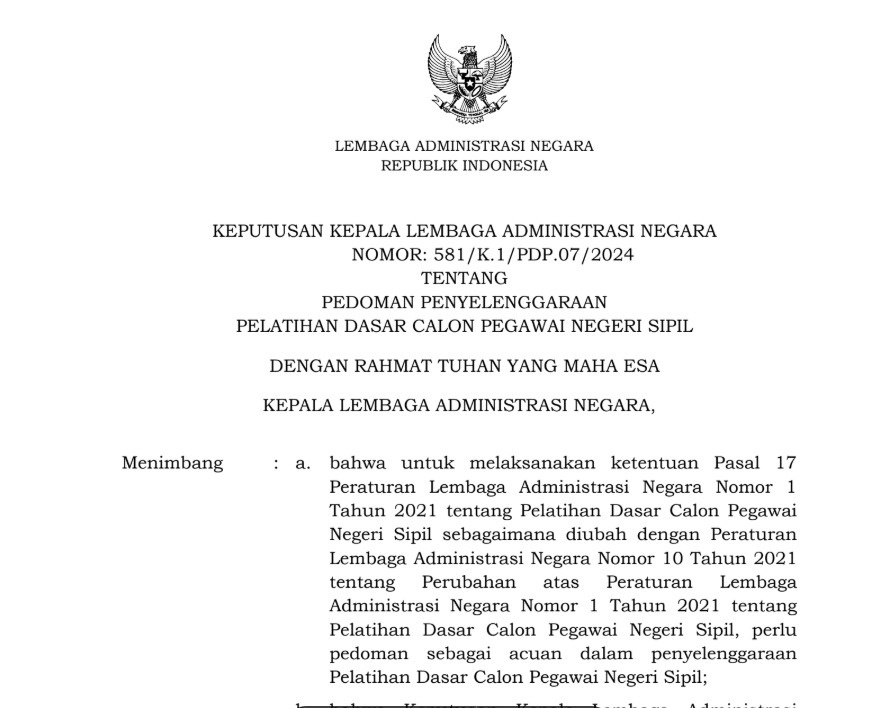 LEMBAGA ADMINISTRASI NEGARA
REPUBLIK INDONESIA
KEPUTUSAN KEPALA LEMBAGA ADMINISTRASI NEGARA
NOMOR: 581/K.1/PDP.07/2024
TENTANG
PEDOMAN PENYELENGGARAAN
PELATIHAN DASAR CALON PEGAWAI NEGERI SIPIL
DENGAN RAHMAT TUHAN YANG MAHA ESA
KEPALA LEMBAGA ADMINISTRASI NEGARA,
Menimbang : a. bahwa untuk melaksanakan ketentuan Pasal 17
Peraturan Lembaga Administrasi Negara Nomor 1
Tahun 2021 tentang Pelatihan Dasar Calon Pegawai
Negeri Sipil sebagaimana diubah dengan Peraturan
Lembaga Administrasi Negara Nomor 10 Tahun 2021
tentang Perubahan atas Peraturan Lembaga
Administrasi Negara Nomor 1 Tahun 2021 tentang
Pelatihan Dasar Calon Pegawai Negeri Sipil, perlu
pedoman sebagai acuan dalam penyelenggaraan
Pelatihan Dasar Calon Pegawai Negeri Sipil;